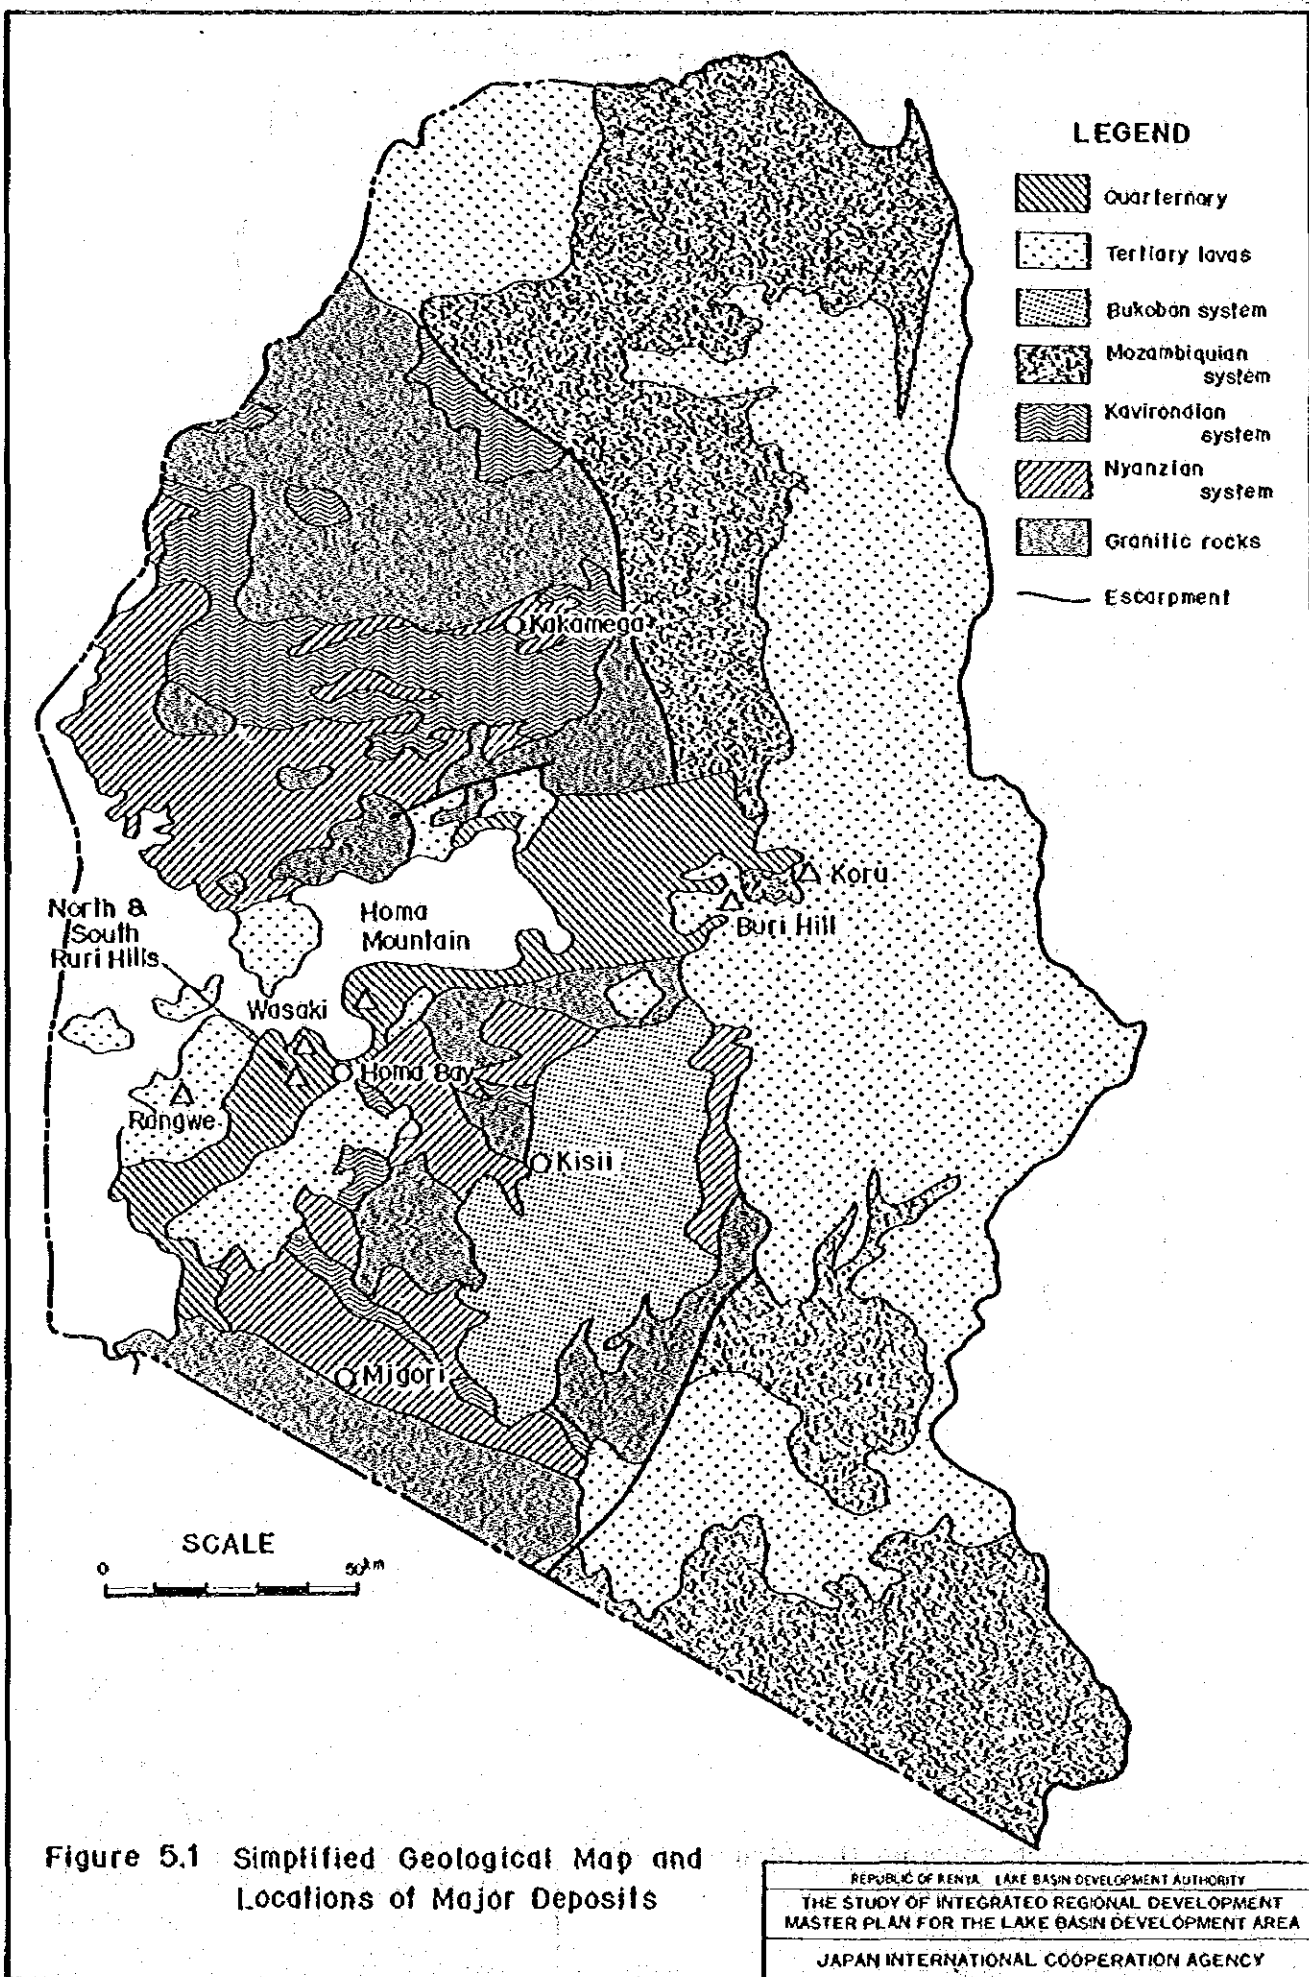 LEGEND
Quarternary
Tertiary lavas
Bukoban system
Mozambiquian
system
Kavirondian
system
Nyanzian
system
Granitic rocks
Escarpment
Kakamega
Koru
Buri Hill
North &
South
Ruri Hills
Homa
Mountain
Wasaki
Homa Bay
Rangwe
Kisii
Migori
SCALE
0 50km
Figure 5.1 Simplified Geological Map and
Locations of Major Deposits
REPUBLIC OF KENYA LAKE BASIN DEVELOPMENT AUTHORITY
THE STUDY OF INTEGRATED REGIONAL DEVELOPMENT
MASTER PLAN FOR THE LAKE BASIN DEVELOPMENT AREA
JAPAN INTERNATIONAL COOPERATION AGENCY